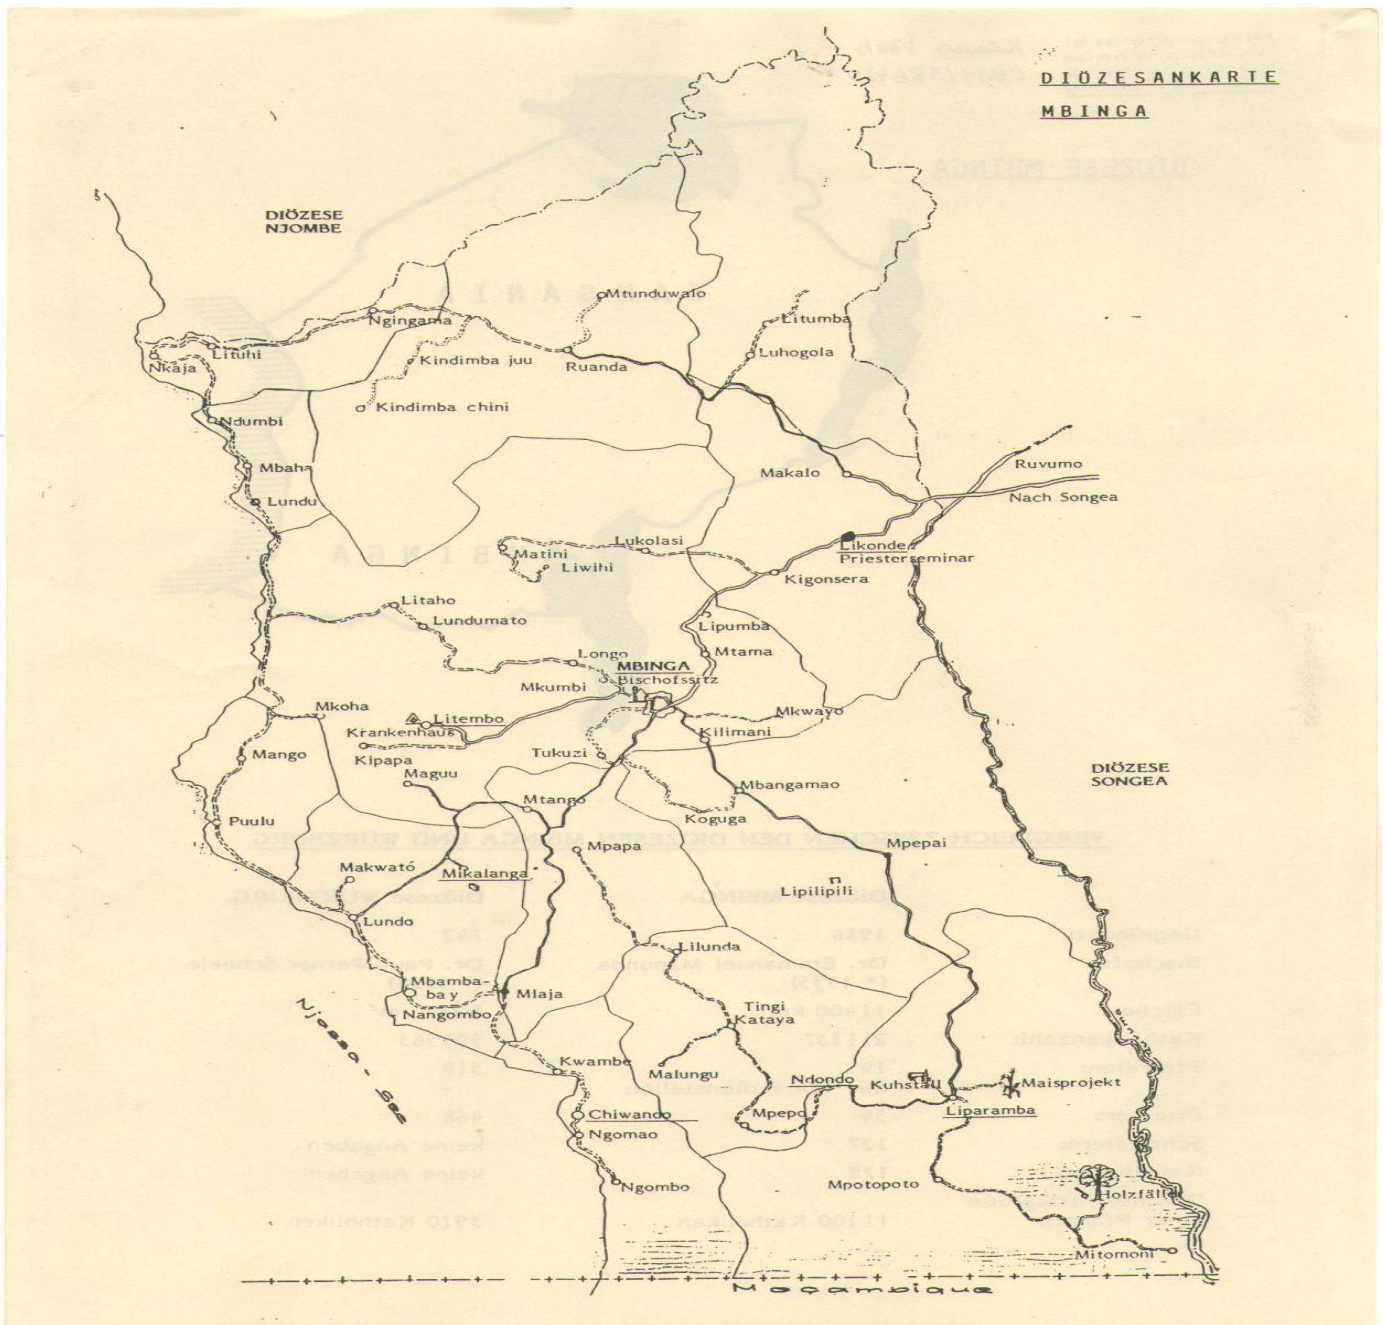 DIÖZESANKARTE
MBINGA
DIÖZESE
NJOMBE
Mtunduwalo
Litumba
Ngingama
Lituhi
Nkaja
Kindimba juu
Ruanda
Luhogola
Kindimba chini
Ndumbi
Mbaha
Makalo
Ruvumo
Lundu
Nach Songea
Lukolasi
Matini
Liwihi
Likonde
Priesterseminar
Kigonsera
Litaho
Lundumato
Lipumba
Longo
Mtama
MBINGA
Bischofssitz
Mkumbi
Mkoha
Litembo
Krankenhaus
Mkwayo
Kilimani
Mango
Kipapa
Tukuzi
Maguu
DIÖZESE
SONGEA
Mbangamao
Mtango
Koguga
Puulu
Mpapa
Mpepai
Makwató
Mikalanga
Lipilipili
Lundo
Lilunda
Mbamba-
bay
Mlaja
Nangombo
Tingi
Kataya
Njassa-See
Kwambe
Malungu
Ndondo
Kuhstall
Maisprojekt
Liparamba
Chiwando
Mpepo
Ngomao
Ngombo
Mpotopoto
Holzfäller
Mitomoni
Moçambique